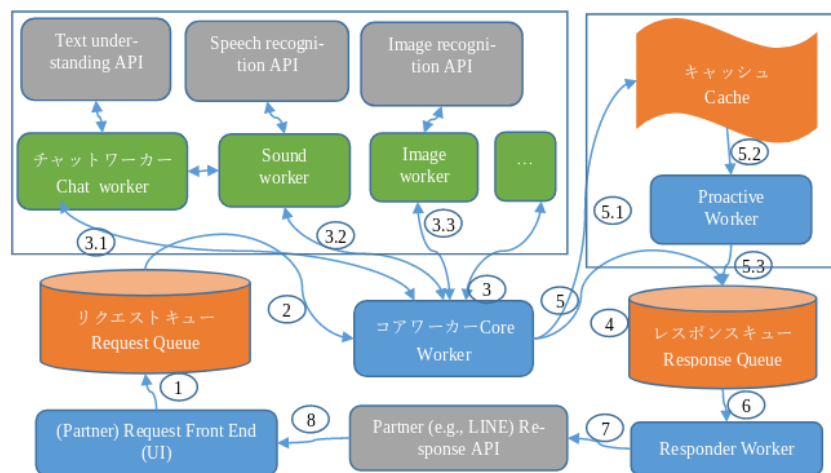 Text under-
standing API
Speech recogni-
tion API
Image recogni-
tion API
キャッシュ
Cache
チャットワーカー
Chat worker
Sound
worker
Image
worker
...
5.2
Proactive
Worker
3.1
3.2
3.3
5.1
5.3
リクエストキュー
Request Queue
2
3
5
コアワーカーCore
Worker
4
レスポンスキュー
Response Queue
1
8
7
6
(Partner) Request Front End
(UI)
Partner (e.g., LINE) Re-
sponse API
Responder Worker